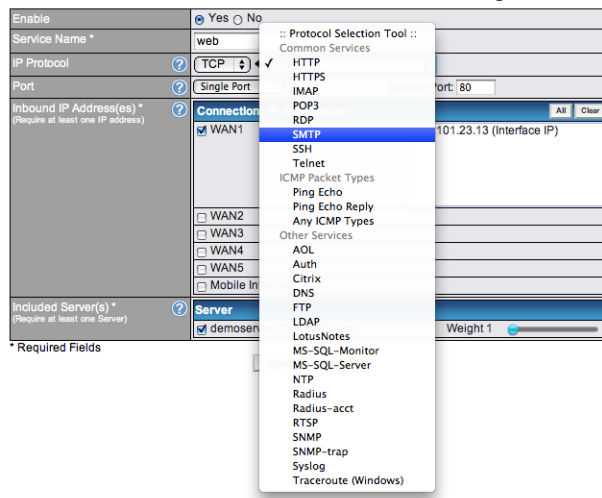 Enable
Yes No
Service Name *
web
IP Protocol
?
TCP
Port
?
Single Port
Port: 80
Inbound IP Address(es) *
(Require at least one IP address)
?
Connection
All Clear
WAN1
101.23.13 (Interface IP)
WAN2
WAN3
WAN4
WAN5
Mobile In
Included Server(s) *
(Require at least one Server)
?
Server
demoserv
Weight 1
* Required Fields
:: Protocol Selection Tool ::
Common Services
✓ HTTP
HTTPS
IMAP
POP3
RDP
SMTP
SSH
Telnet
ICMP Packet Types
Ping Echo
Ping Echo Reply
Any ICMP Types
Other Services
AOL
Auth
Citrix
DNS
FTP
LDAP
LotusNotes
MS-SQL-Monitor
MS-SQL-Server
NTP
Radius
Radius-acct
RTSP
SNMP
SNMP-trap
Syslog
Traceroute (Windows)